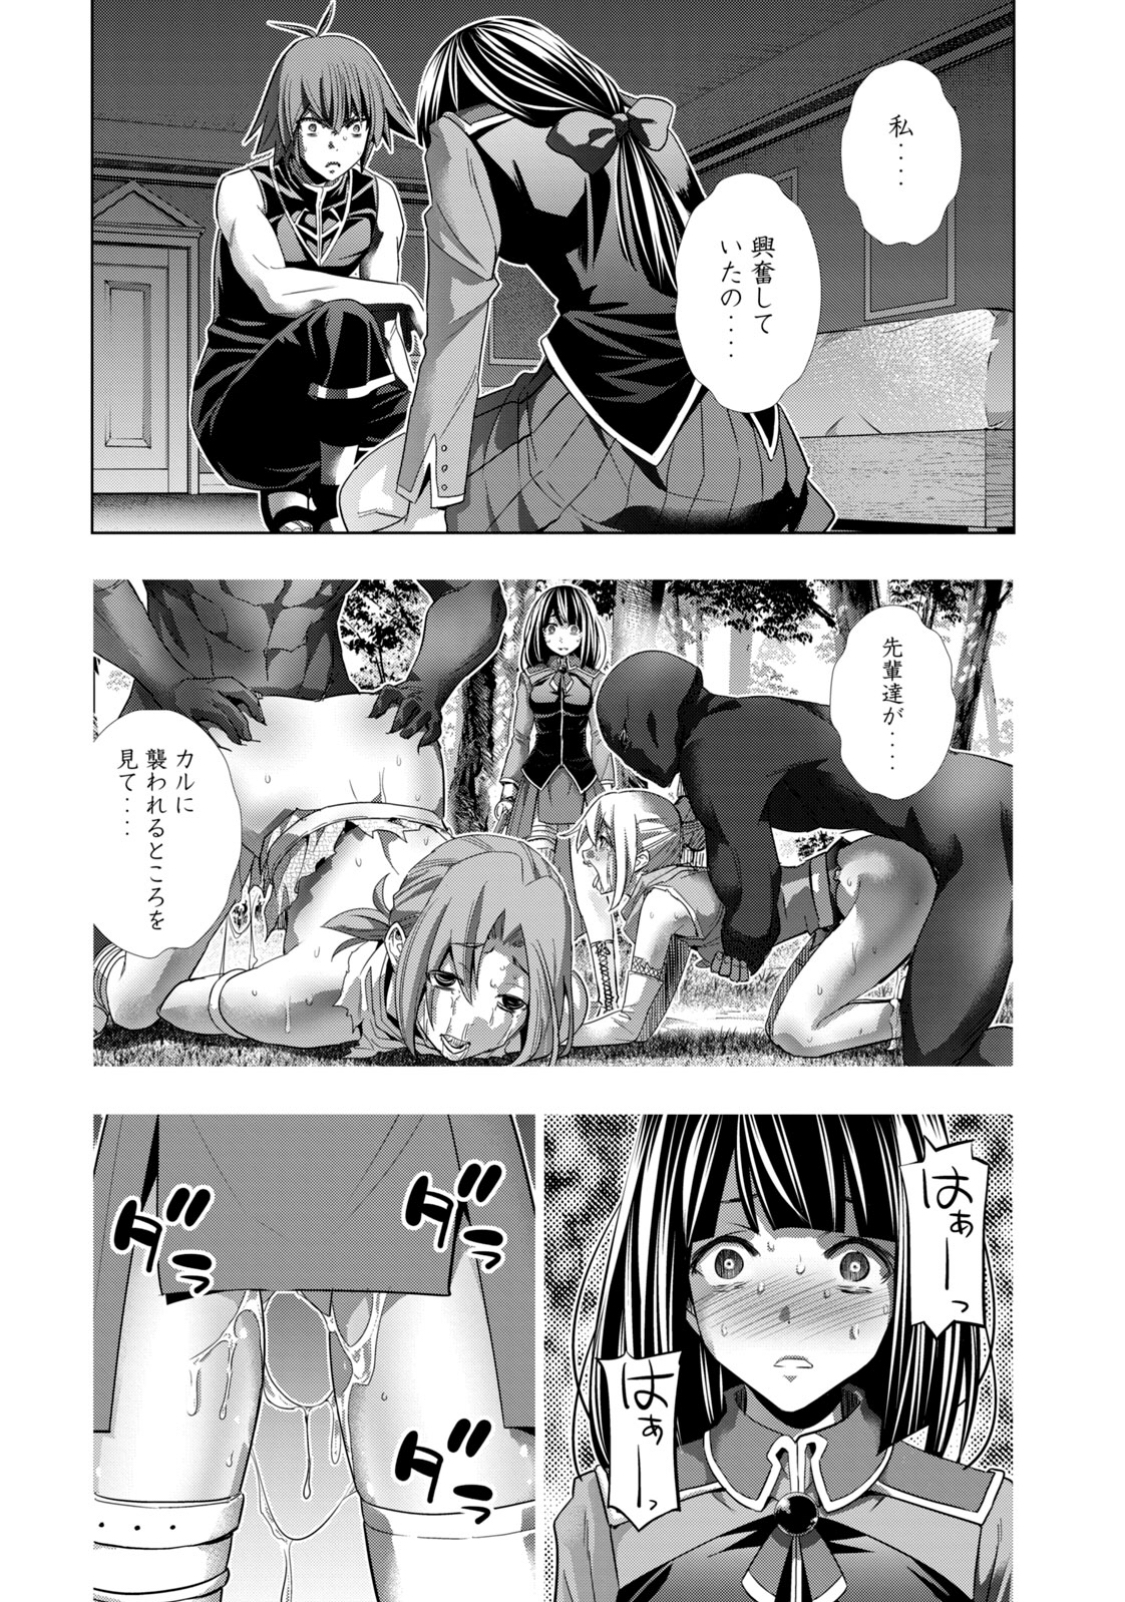 私‥‥
興奮して
いたの‥‥
先輩達が‥‥
カルに
襲われるところを
見て‥‥
はぁーっ
はぁーっ
ダラ
ダラ
ダラ